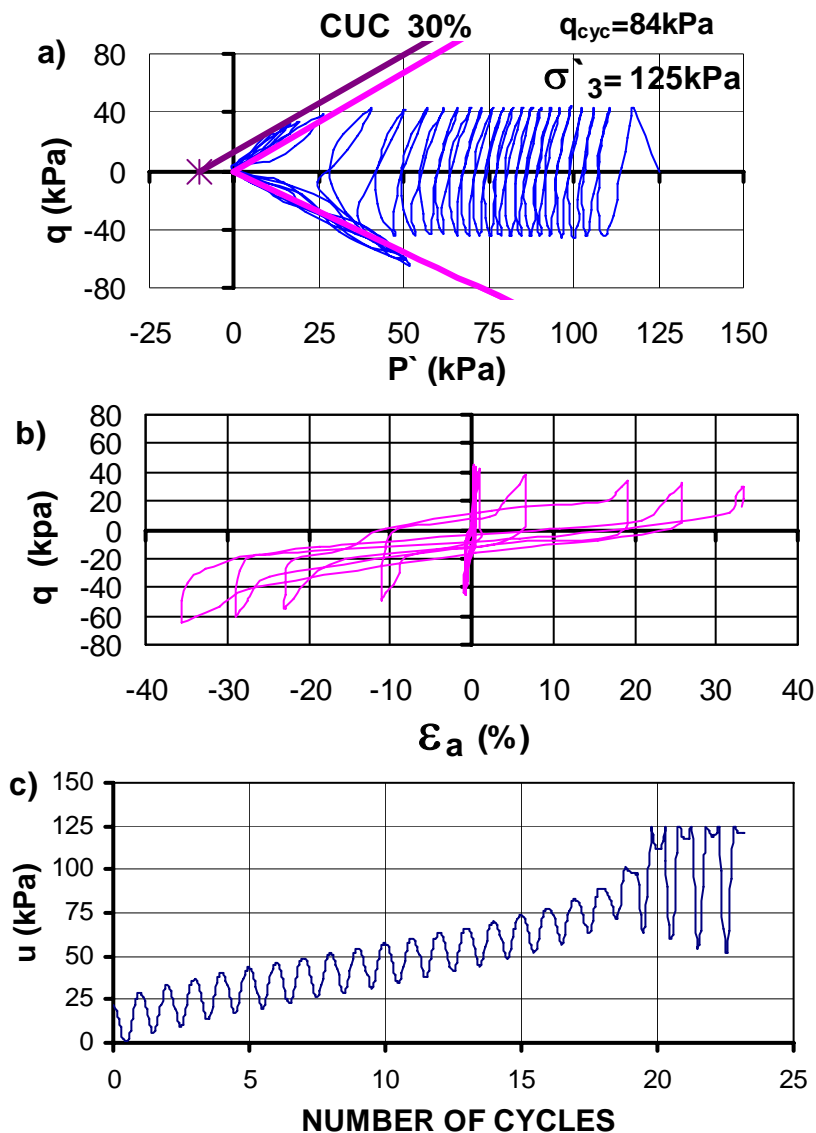 a) CUC 30% qcyc=84kPa
σ`3= 125kPa
80
40
0
-40
-80
q (kPa)
-25 0 25 50 75 100 125 150
P` (kPa)
b)
80
60
40
20
0
-20
-40
-60
-80
q (kpa)
-40 -30 -20 -10 0 10 20 30 40
εa (%)
c)
150
125
100
75
50
25
0
u (kPa)
0 5 10 15 20 25
NUMBER OF CYCLES